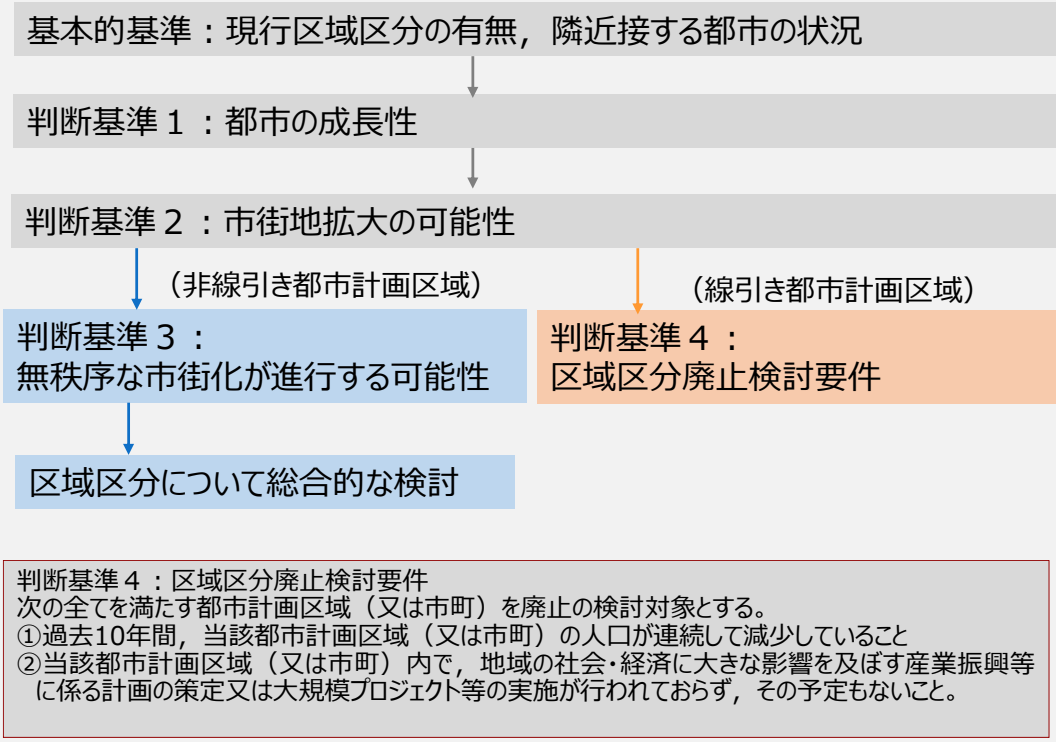 基本的基準：現行区域区分の有無，隣近接する都市の状況
判断基準１：都市の成長性
判断基準２：市街地拡大の可能性
（非線引き都市計画区域）
（線引き都市計画区域）
判断基準３：
無秩序な市街化が進行する可能性
判断基準４：
区域区分廃止検討要件
区域区分について総合的な検討
判断基準４：区域区分廃止検討要件
次の全てを満たす都市計画区域（又は市町）を廃止の検討対象とする。
①過去10年間，当該都市計画区域（又は市町）の人口が連続して減少していること
②当該都市計画区域（又は市町）内で，地域の社会・経済に大きな影響を及ぼす産業振興等
に係る計画の策定又は大規模プロジェクト等の実施が行われておらず，その予定もないこと。